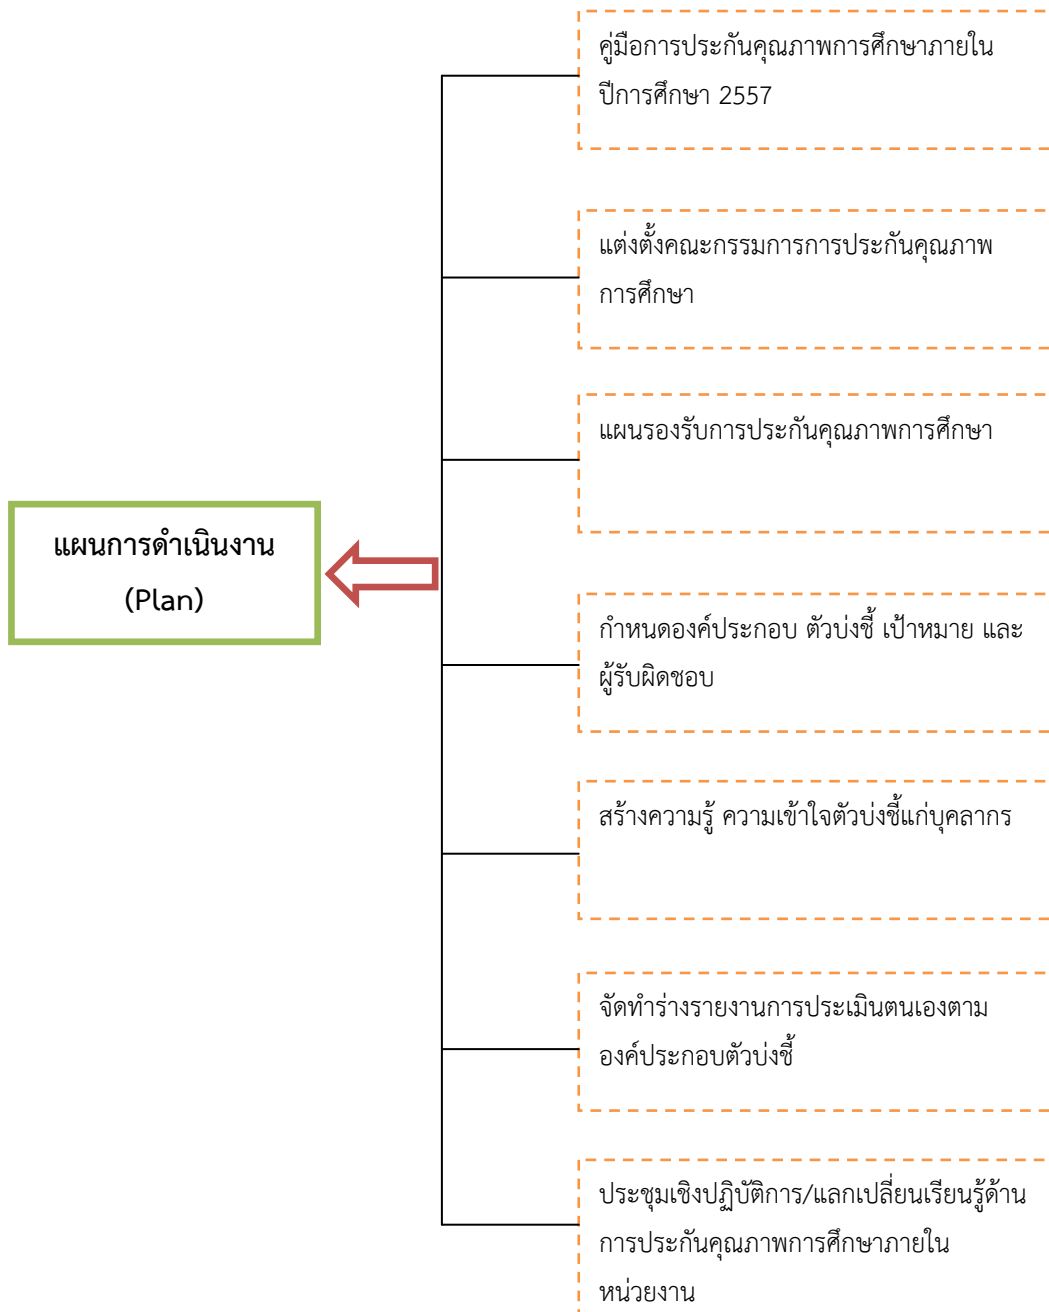 คู่มือการประกันคุณภาพการศึกษาภายใน
ปีการศึกษา 2557
แต่งตั้งคณะกรรมการการประกันคุณภาพ
การศึกษา
แผนรองรับการประกันคุณภาพการศึกษา
แผนการดำเนินงาน
(Plan)
กำหนดองค์ประกอบ ตัวบ่งชี้ เป้าหมาย และ
ผู้รับผิดชอบ
สร้างความรู้ ความเข้าใจตัวบ่งชี้แก่บุคลากร
จัดทำร่างรายงานการประเมินตนเองตาม
องค์ประกอบตัวบ่งชี้
ประชุมเชิงปฏิบัติการ/แลกเปลี่ยนเรียนรู้ด้าน
การประกันคุณภาพการศึกษาภายใน
หน่วยงาน